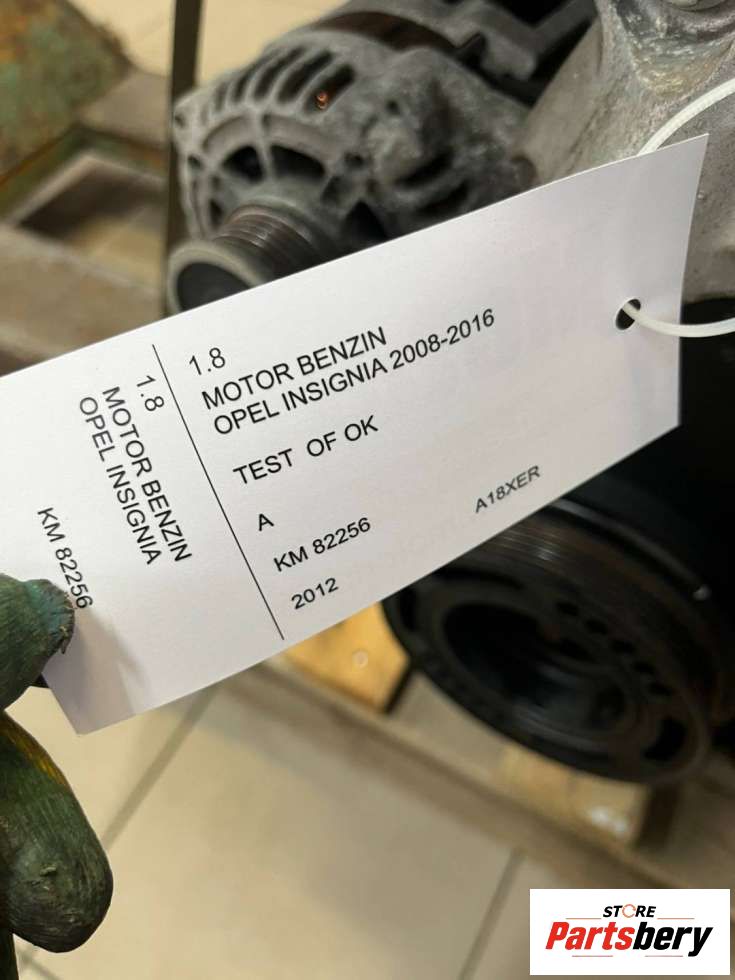 1.8
MOTOR BENZIN
OPEL INSIGNIA
KM 82256
1.8
MOTOR BENZIN
OPEL INSIGNIA 2008-2016
TEST OF OK
A
KM 82256
A18XER
2012
STORE
Partsbery